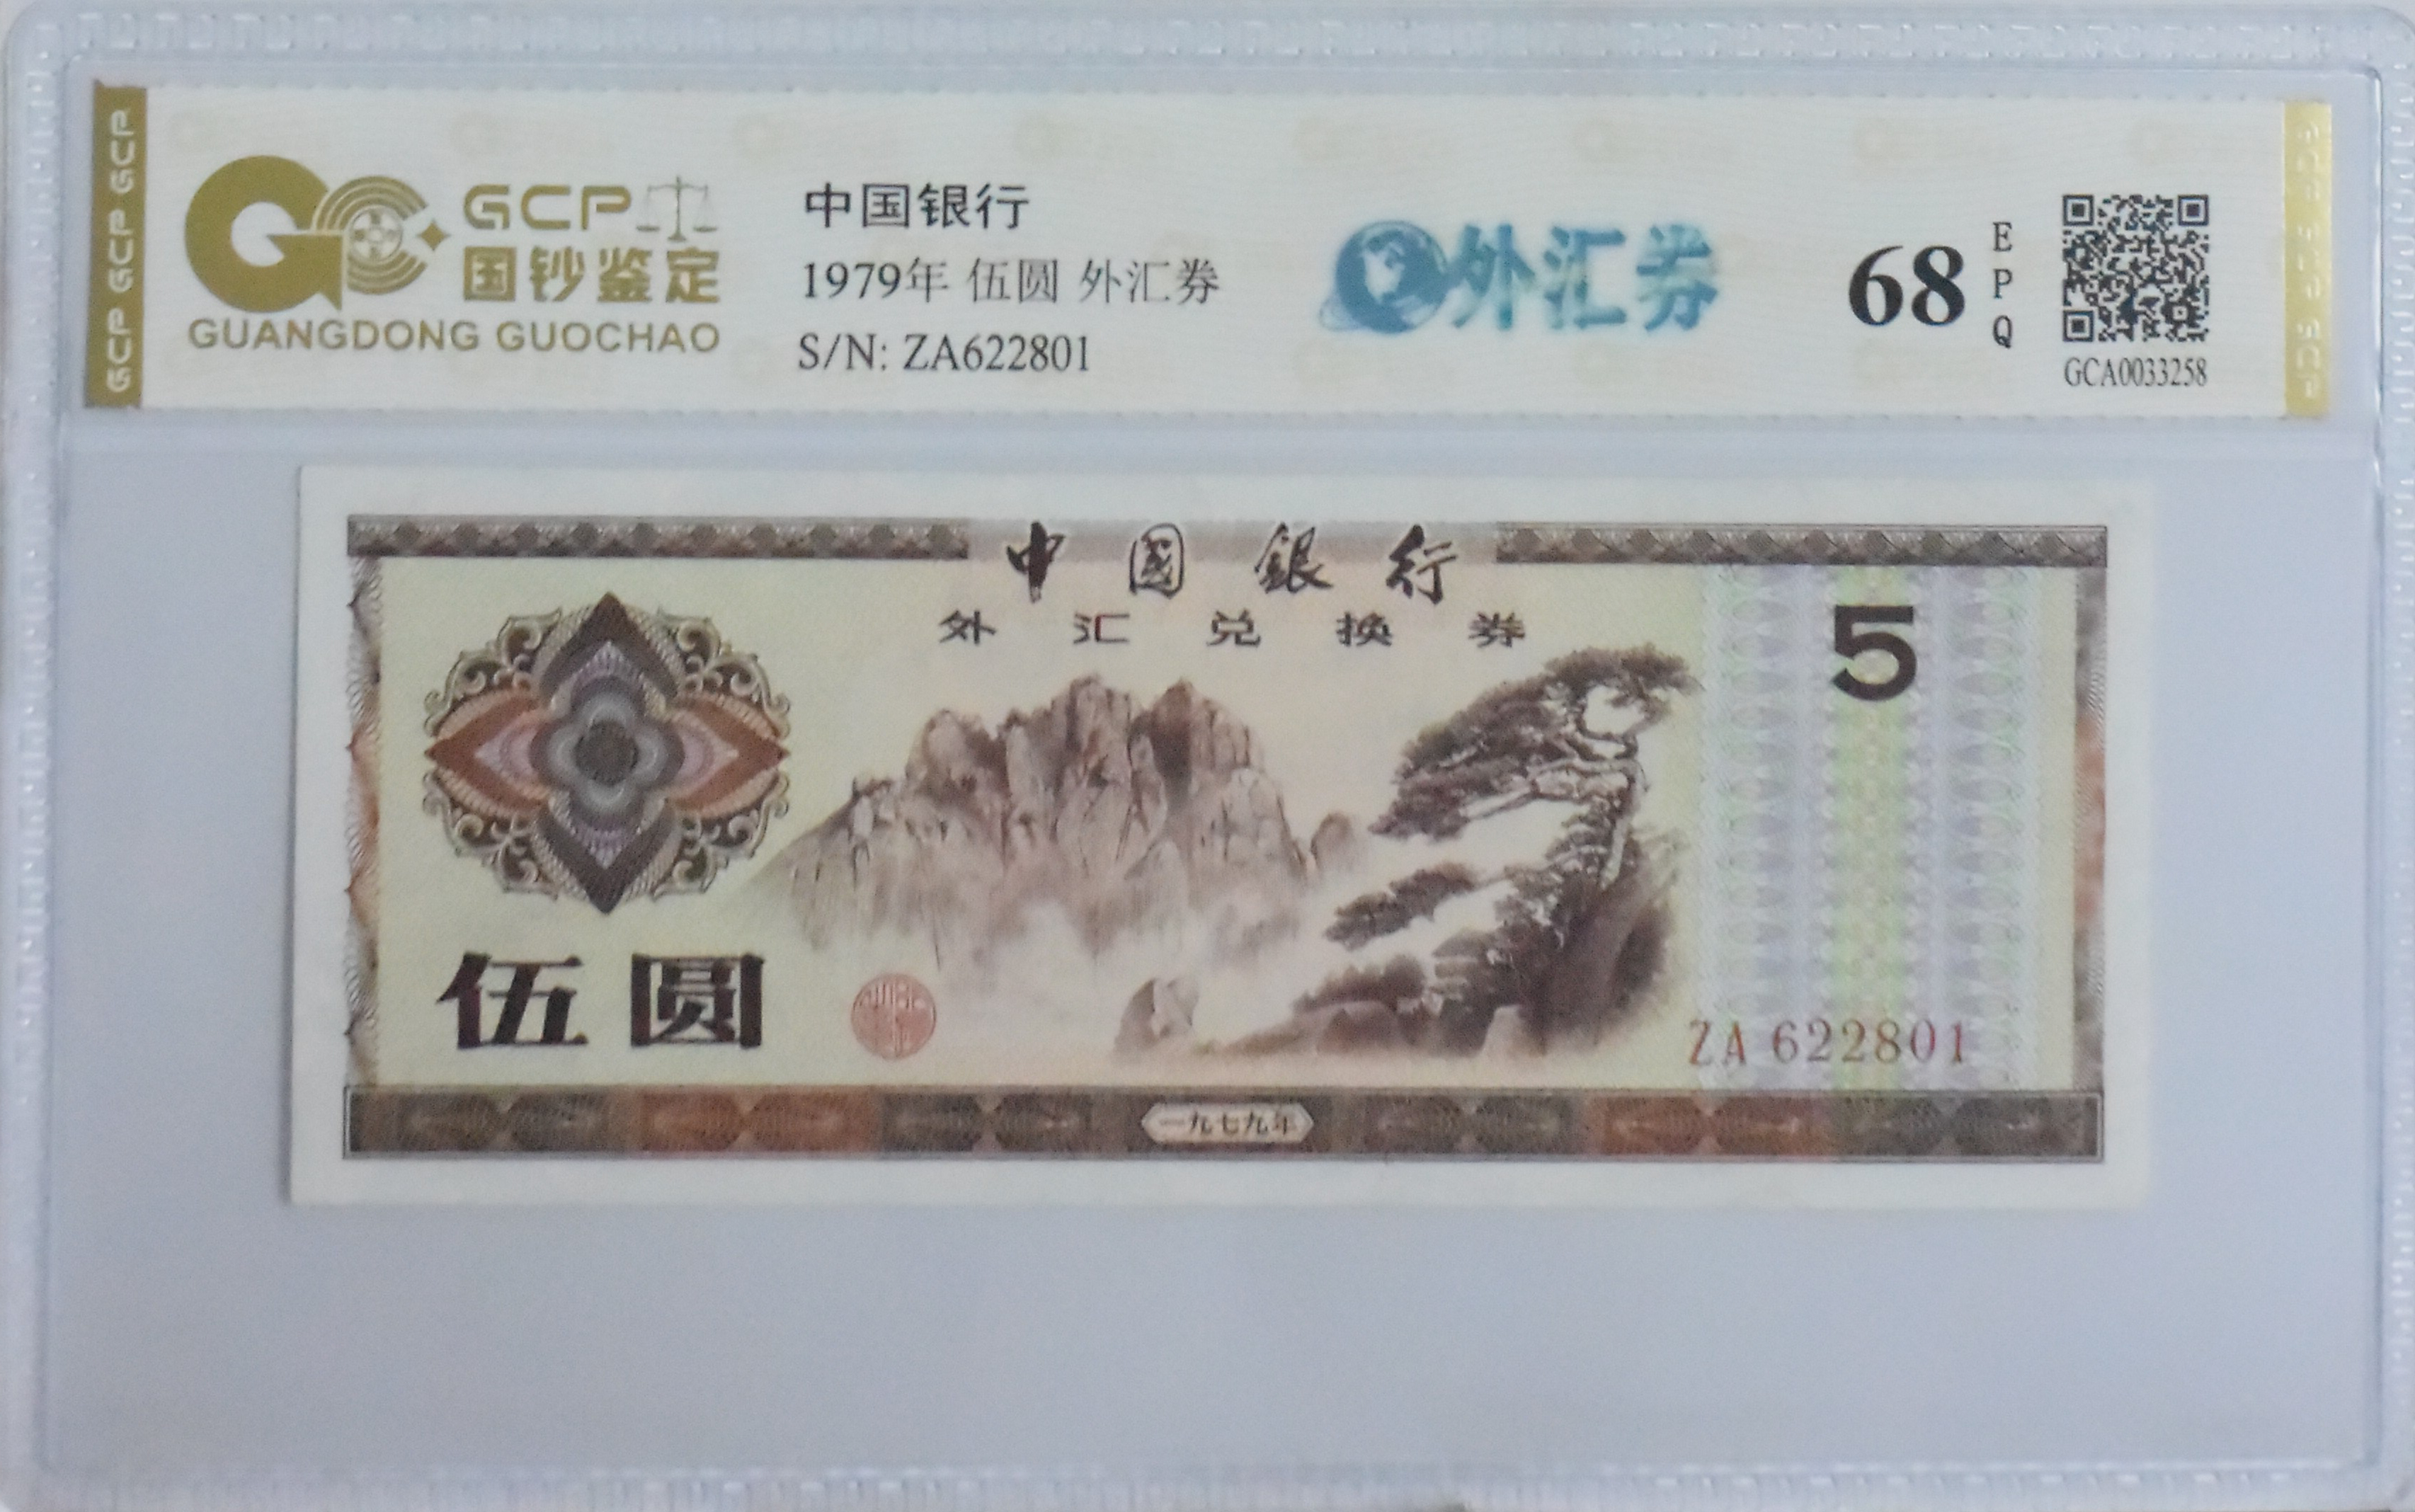 GCP GCP GCP
GCP
国钞鉴定
GUANGDONG GUOCHAO
中国银行
1979年 伍圆 外汇券
S/N: ZA622801
外汇券
68
E
P
Q
GCA0033258
中國銀行
外汇兑换券
5
伍圆
ZA 622801
一九七九年